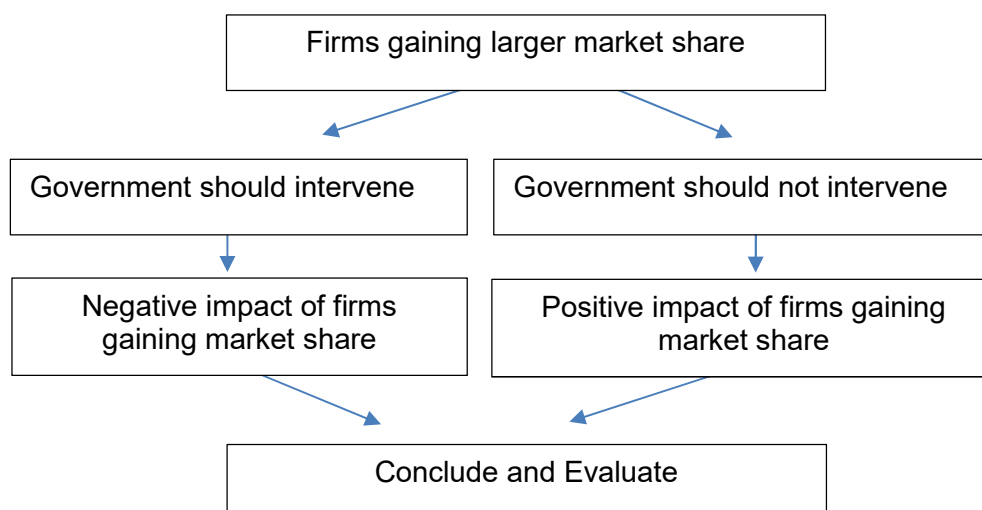 Firms gaining larger market share
Government should intervene
Government should not intervene
Negative impact of firms
gaining market share
Positive impact of firms gaining
market share
Conclude and Evaluate